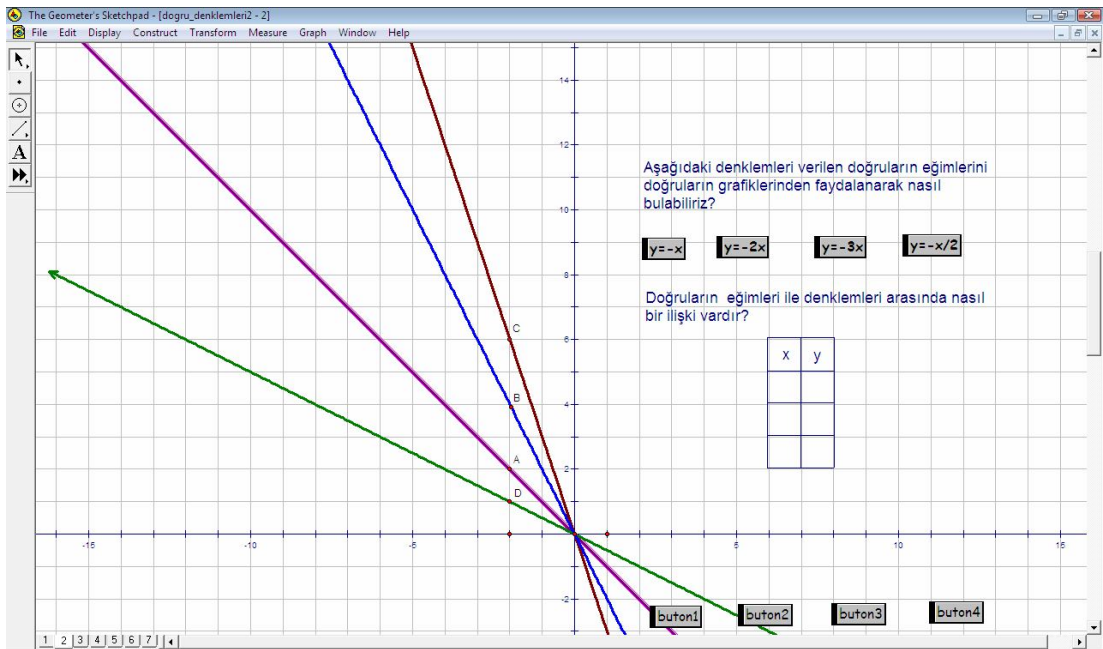 The Geometer's Sketchpad - [dogru_denklemleri2 - 2]
File Edit Display Construct Transform Measure Graph Window Help
A
14
12
10
8
6
4
2
-2
-15
-10
-5
5
10
15
C
B
A
D
Aşağıdaki denklemleri verilen doğruların eğimlerini
doğruların grafiklerinden faydalanarak nasıl
bulabiliriz?
y=-x y=-2x y=-3x y=-x/2
Doğruların eğimleri ile denklemleri arasında nasıl
bir ilişki vardır?
x y
buton1 buton2 buton3 buton4
1 2 3 4 5 6 7